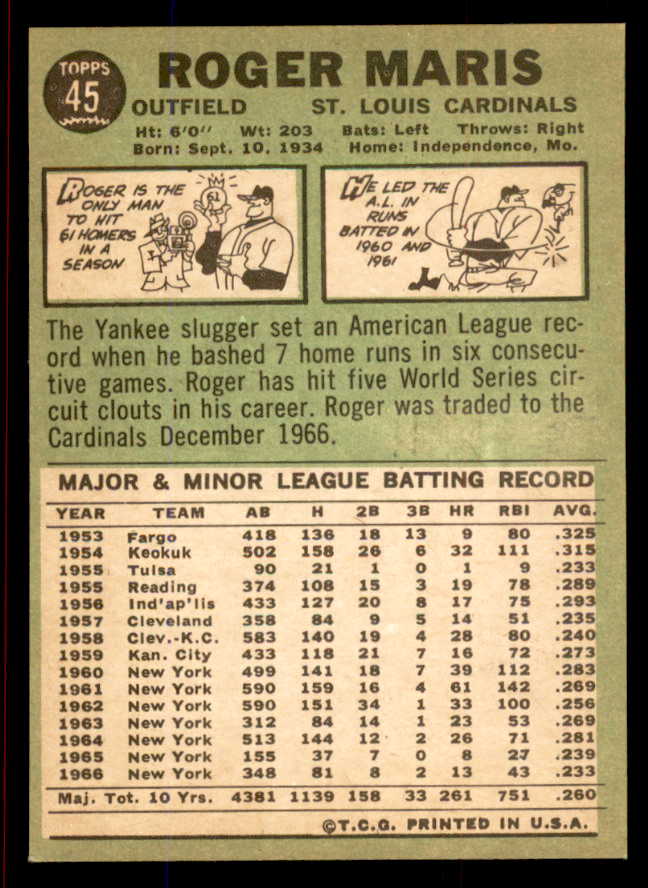 TOPPS
45
ROGER MARIS
OUTFIELD ST. LOUIS CARDINALS
Ht: 6'0" Wt: 203 Bats: Left Throws: Right
Born: Sept. 10, 1934 Home: Independence, Mo.
ROGER IS THE
ONLY MAN
TO HIT
61 HOMERS
IN A
SEASON
61
HE LED THE
A.L. IN
RUNS
BATTED IN
1960 AND
1961
The Yankee slugger set an American League rec-
ord when he bashed 7 home runs in six consecu-
tive games. Roger has hit five World Series cir-
cuit clouts in his career. Roger was traded to the
Cardinals December 1966.
MAJOR & MINOR LEAGUE BATTING RECORD
YEAR TEAM AB H 2B 3B HR RBI AVG.
1953 Fargo 418 136 18 13 9 80 .325
1954 Keokuk 502 158 26 6 32 111 .315
1955 Tulsa 90 21 1 0 1 9 .233
1955 Reading 374 108 15 3 19 78 .289
1956 Ind'ap'lis 433 127 20 8 17 75 .293
1957 Cleveland 358 84 9 5 14 51 .235
1958 Clev.-K.C. 583 140 19 4 28 80 .240
1959 Kan. City 433 118 21 7 16 72 .273
1960 New York 499 141 18 7 39 112 .283
1961 New York 590 159 16 4 61 142 .269
1962 New York 590 151 34 1 33 100 .256
1963 New York 312 84 14 1 23 53 .269
1964 New York 513 144 12 2 26 71 .281
1965 New York 155 37 7 0 8 27 .239
1966 New York 348 81 8 2 13 43 .233
Maj. Tot. 10 Yrs. 4381 1139 158 33 261 751 .260
©T.C.G. PRINTED IN U.S.A.